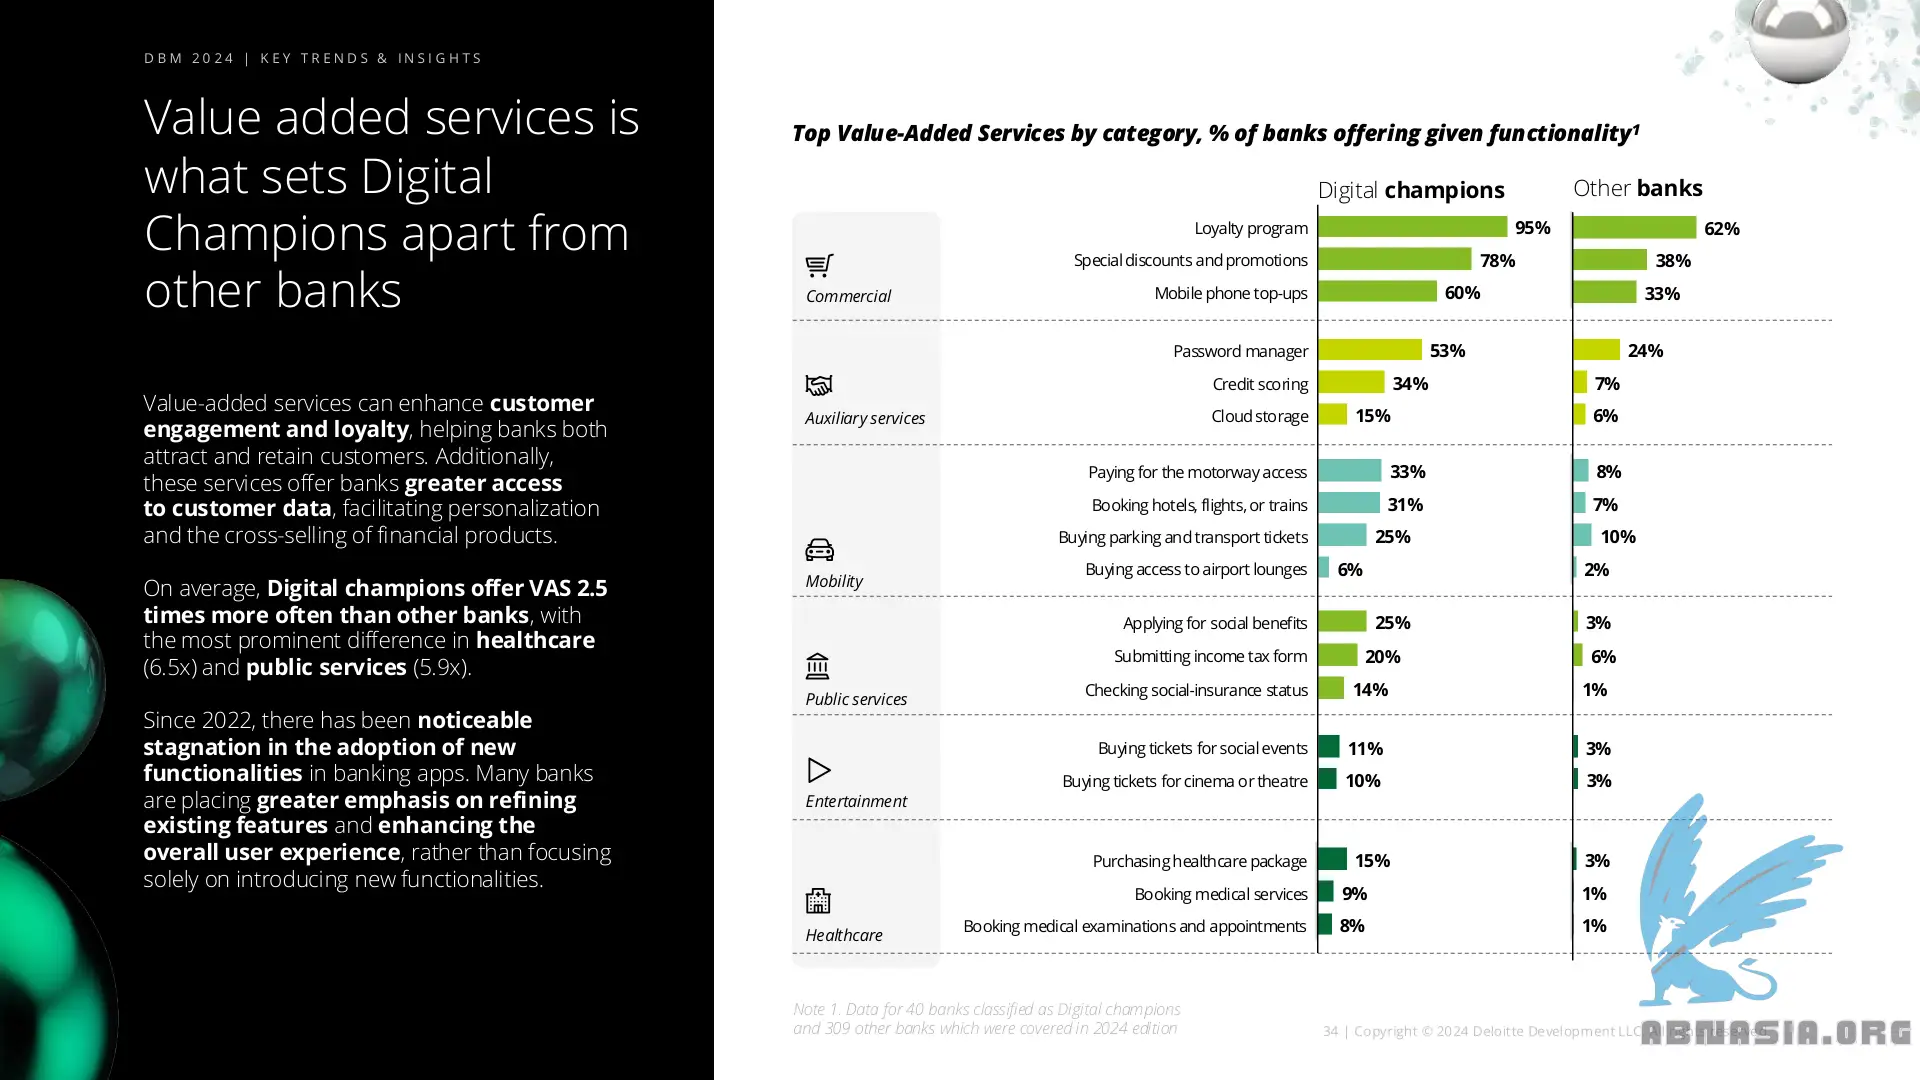 DBM 2024 | KEY TRENDS & INSIGHTS
Value added services is
what sets Digital
Champions apart from
other banks
Value-added services can enhance customer
engagement and loyalty, helping banks both
attract and retain customers. Additionally,
these services offer banks greater access
to customer data, facilitating personalization
and the cross-selling of financial products.
On average, Digital champions offer VAS 2.5
times more often than other banks, with
the most prominent difference in healthcare
(6.5x) and public services (5.9x).
Since 2022, there has been noticeable
stagnation in the adoption of new
functionalities in banking apps. Many banks
are placing greater emphasis on refining
existing features and enhancing the
overall user experience, rather than focusing
solely on introducing new functionalities.
Top Value-Added Services by category, % of banks offering given functionality¹
Digital champions Other banks
Commercial
Loyalty program 95% 62%
Special discounts and promotions 78% 38%
Mobile phone top-ups 60% 33%
Auxiliary services
Password manager 53% 24%
Credit scoring 34% 7%
Cloud storage 15% 6%
Mobility
Paying for the motorway access 33% 8%
Booking hotels, flights, or trains 31% 7%
Buying parking and transport tickets 25% 10%
Buying access to airport lounges 6% 2%
Public services
Applying for social benefits 25% 3%
Submitting income tax form 20% 6%
Checking social-insurance status 14% 1%
Entertainment
Buying tickets for social events 11% 3%
Buying tickets for cinema or theatre 10% 3%
Healthcare
Purchasing healthcare package 15% 3%
Booking medical services 9% 1%
Booking medical examinations and appointments 8% 1%
Note 1. Data for 40 banks classified as Digital champions
and 309 other banks which were covered in 2024 edition
34 | Copyright © 2024 Deloitte Development LLC. All rights reserved.
ABNASIA.ORG